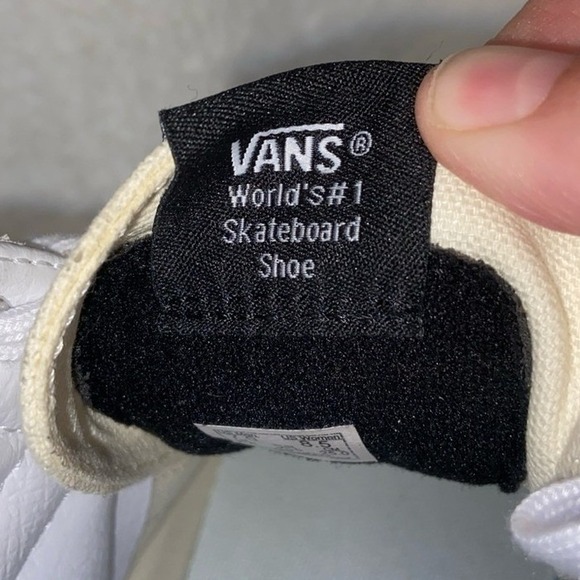 VANS®
World's#1
Skateboard
Shoe
US Women